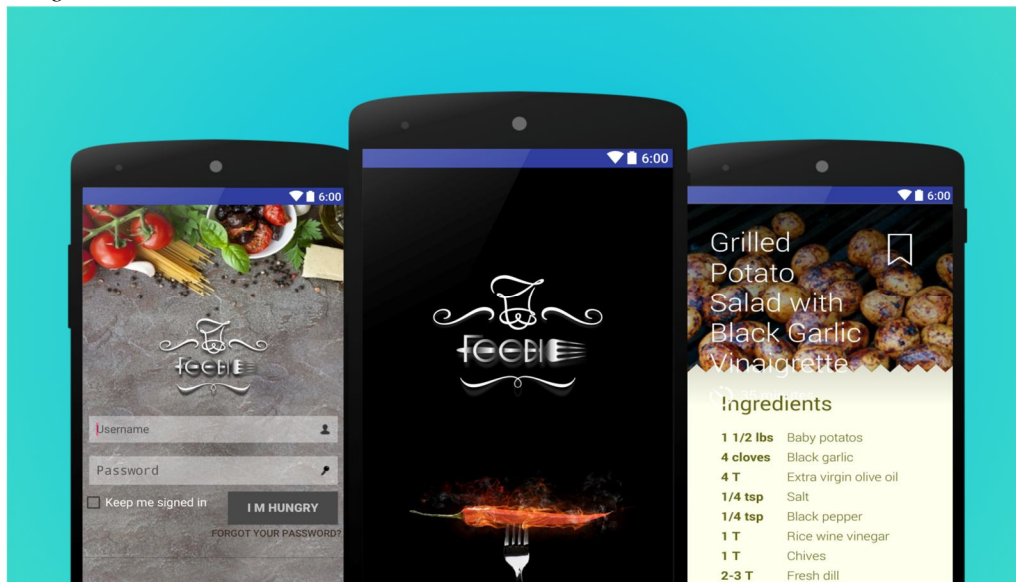 6:00
FOODIE
Username
Password
Keep me signed in
I M HUNGRY
FORGOT YOUR PASSWORD?
6:00
FOODIE
6:00
Grilled
Potato
Salad with
Black Garlic
Vinaigrette
Ingredients
1 1/2 lbs Baby potatos
4 cloves Black garlic
4 T Extra virgin olive oil
1/4 tsp Salt
1/4 tsp Black pepper
1 T Rice wine vinegar
1 T Chives
2-3 T Fresh dill